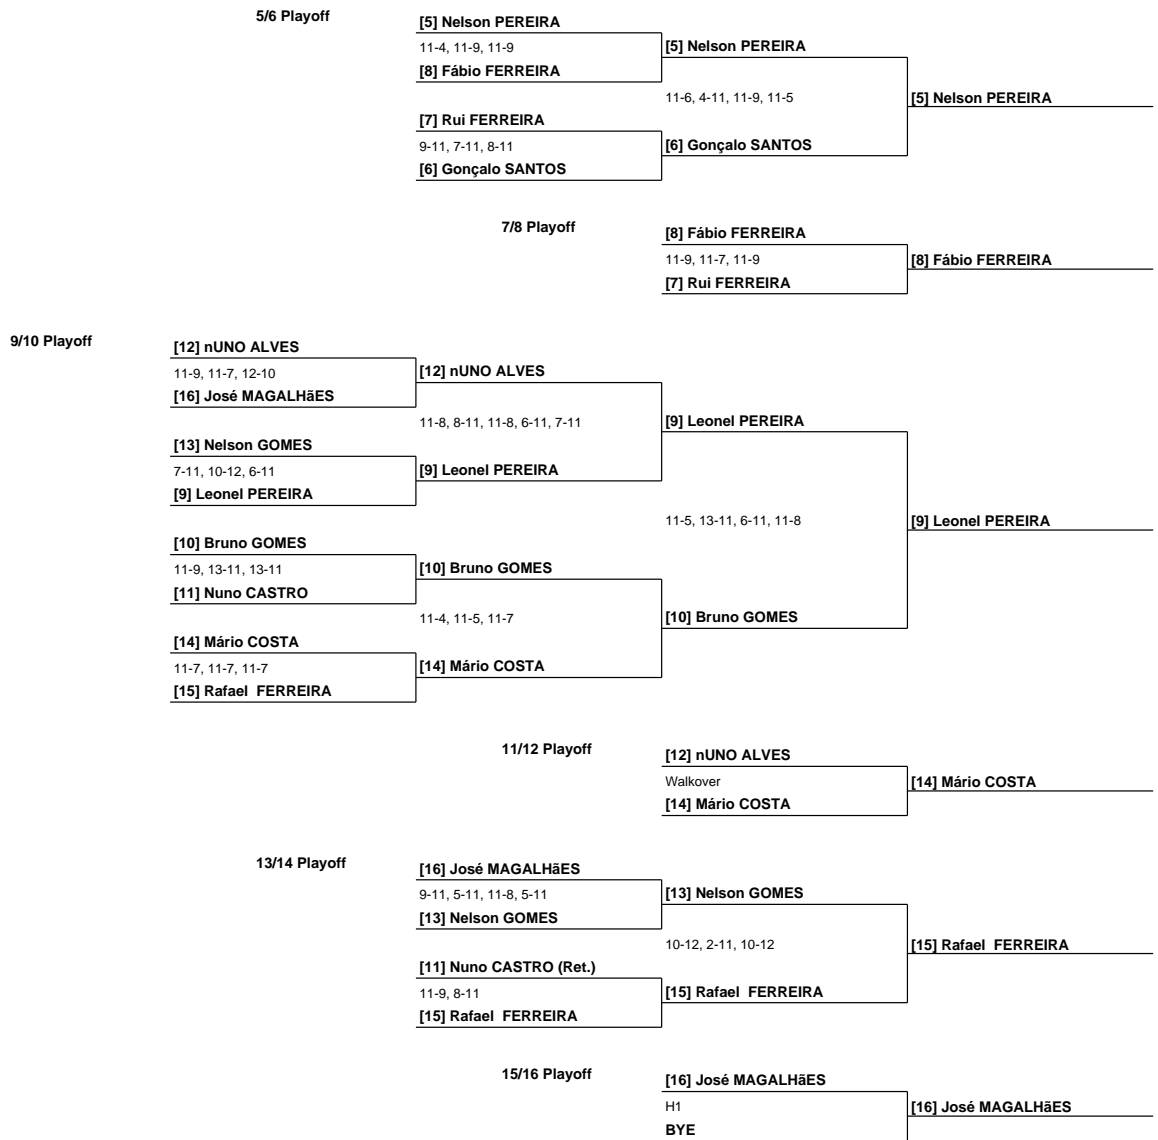 5/6 Playoff
[5] Nelson PEREIRA
11-4, 11-9, 11-9
[5] Nelson PEREIRA
[8] Fábio FERREIRA
11-6, 4-11, 11-9, 11-5
[5] Nelson PEREIRA
[7] Rui FERREIRA
9-11, 7-11, 8-11
[6] Gonçalo SANTOS
[6] Gonçalo SANTOS
7/8 Playoff
[8] Fábio FERREIRA
11-9, 11-7, 11-9
[8] Fábio FERREIRA
[7] Rui FERREIRA
9/10 Playoff
[12] nUNO ALVES
11-9, 11-7, 12-10
[12] nUNO ALVES
[16] José MAGALHãES
11-8, 8-11, 11-8, 6-11, 7-11
[9] Leonel PEREIRA
[13] Nelson GOMES
7-11, 10-12, 6-11
[9] Leonel PEREIRA
[9] Leonel PEREIRA
11-5, 13-11, 6-11, 11-8
[9] Leonel PEREIRA
[10] Bruno GOMES
11-9, 13-11, 13-11
[10] Bruno GOMES
[11] Nuno CASTRO
11-4, 11-5, 11-7
[10] Bruno GOMES
[14] Mário COSTA
11-7, 11-7, 11-7
[14] Mário COSTA
[15] Rafael  FERREIRA
11/12 Playoff
[12] nUNO ALVES
Walkover
[14] Mário COSTA
[14] Mário COSTA
13/14 Playoff
[16] José MAGALHãES
9-11, 5-11, 11-8, 5-11
[13] Nelson GOMES
[13] Nelson GOMES
10-12, 2-11, 10-12
[15] Rafael  FERREIRA
[11] Nuno CASTRO (Ret.)
11-9, 8-11
[15] Rafael  FERREIRA
[15] Rafael  FERREIRA
15/16 Playoff
[16] José MAGALHãES
H1
[16] José MAGALHãES
BYE